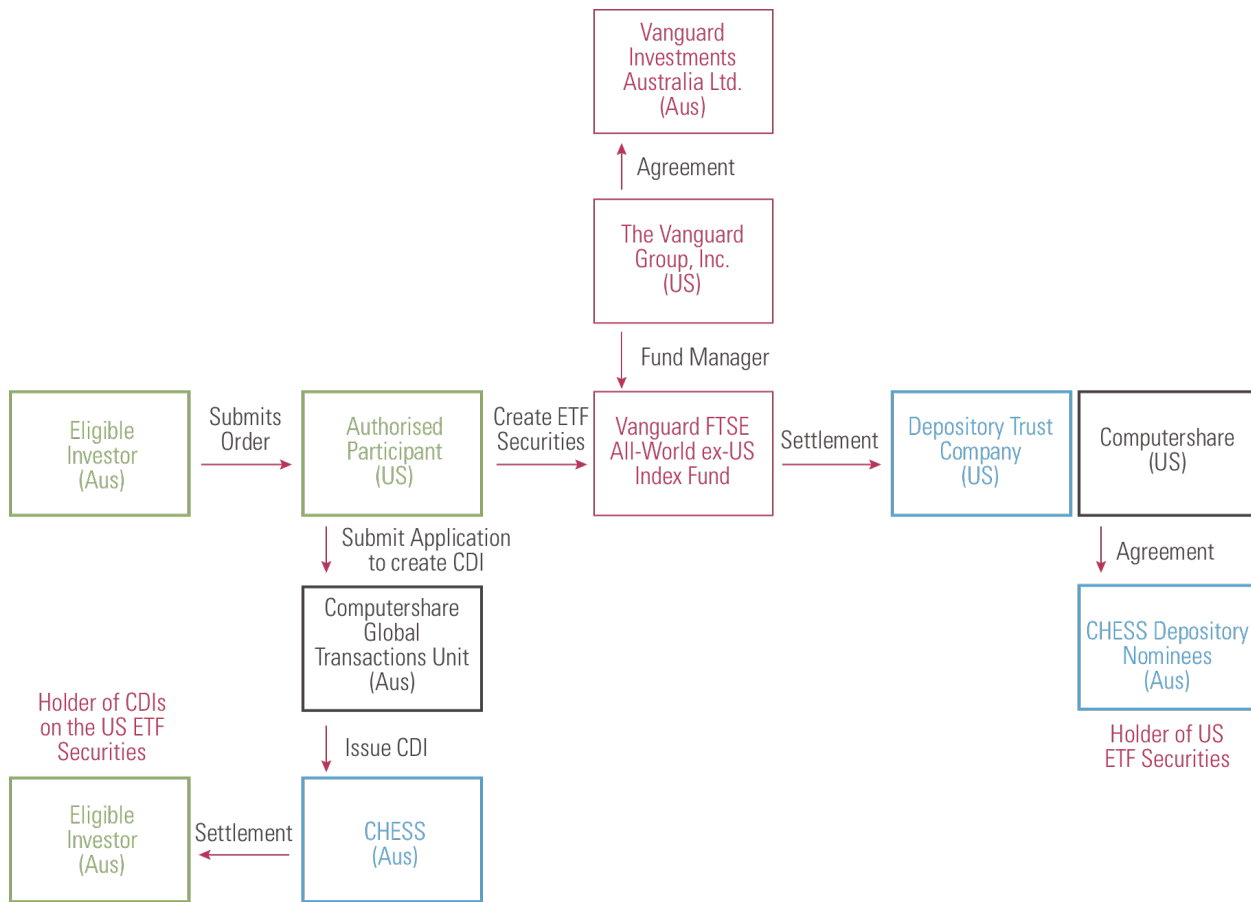 Vanguard
Investments
Australia Ltd.
(Aus)
Agreement
The Vanguard
Group, Inc.
(US)
Fund Manager
Eligible
Investor
(Aus)
Submits
Order
Authorised
Participant
(US)
Create ETF
Securities
Vanguard FTSE
All-World ex-US
Index Fund
Settlement
Depository Trust
Company
(US)
Computershare
(US)
Submit Application
to create CDI
Agreement
Computershare
Global
Transactions Unit
(Aus)
CHESS Depository
Nominees
(Aus)
Holder of US
ETF Securities
Issue CDI
Holder of CDIs
on the US ETF
Securities
Eligible
Investor
(Aus)
Settlement
CHESS
(Aus)